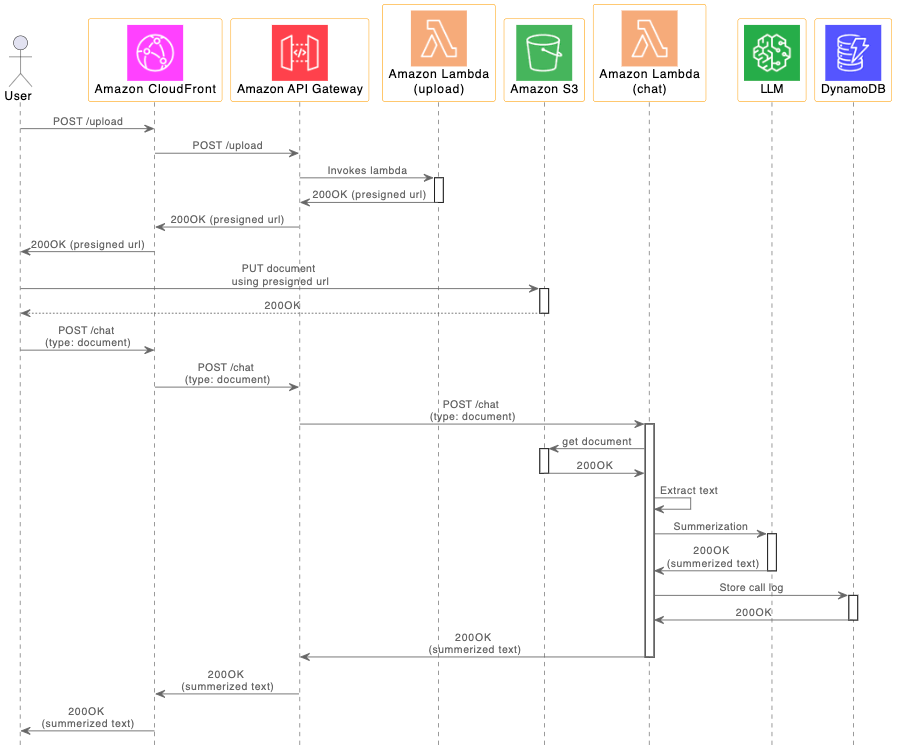 User
Amazon CloudFront
Amazon API Gateway
Amazon Lambda
(upload)
Amazon S3
Amazon Lambda
(chat)
LLM
DynamoDB
POST /upload
POST /upload
Invokes lambda
200OK (presigned url)
200OK (presigned url)
200OK (presigned url)
PUT document
using presigned url
200OK
POST /chat
(type: document)
POST /chat
(type: document)
POST /chat
(type: document)
get document
200OK
Extract text
Summerization
200OK
(summerized text)
Store call log
200OK
200OK
(summerized text)
200OK
(summerized text)
200OK
(summerized text)